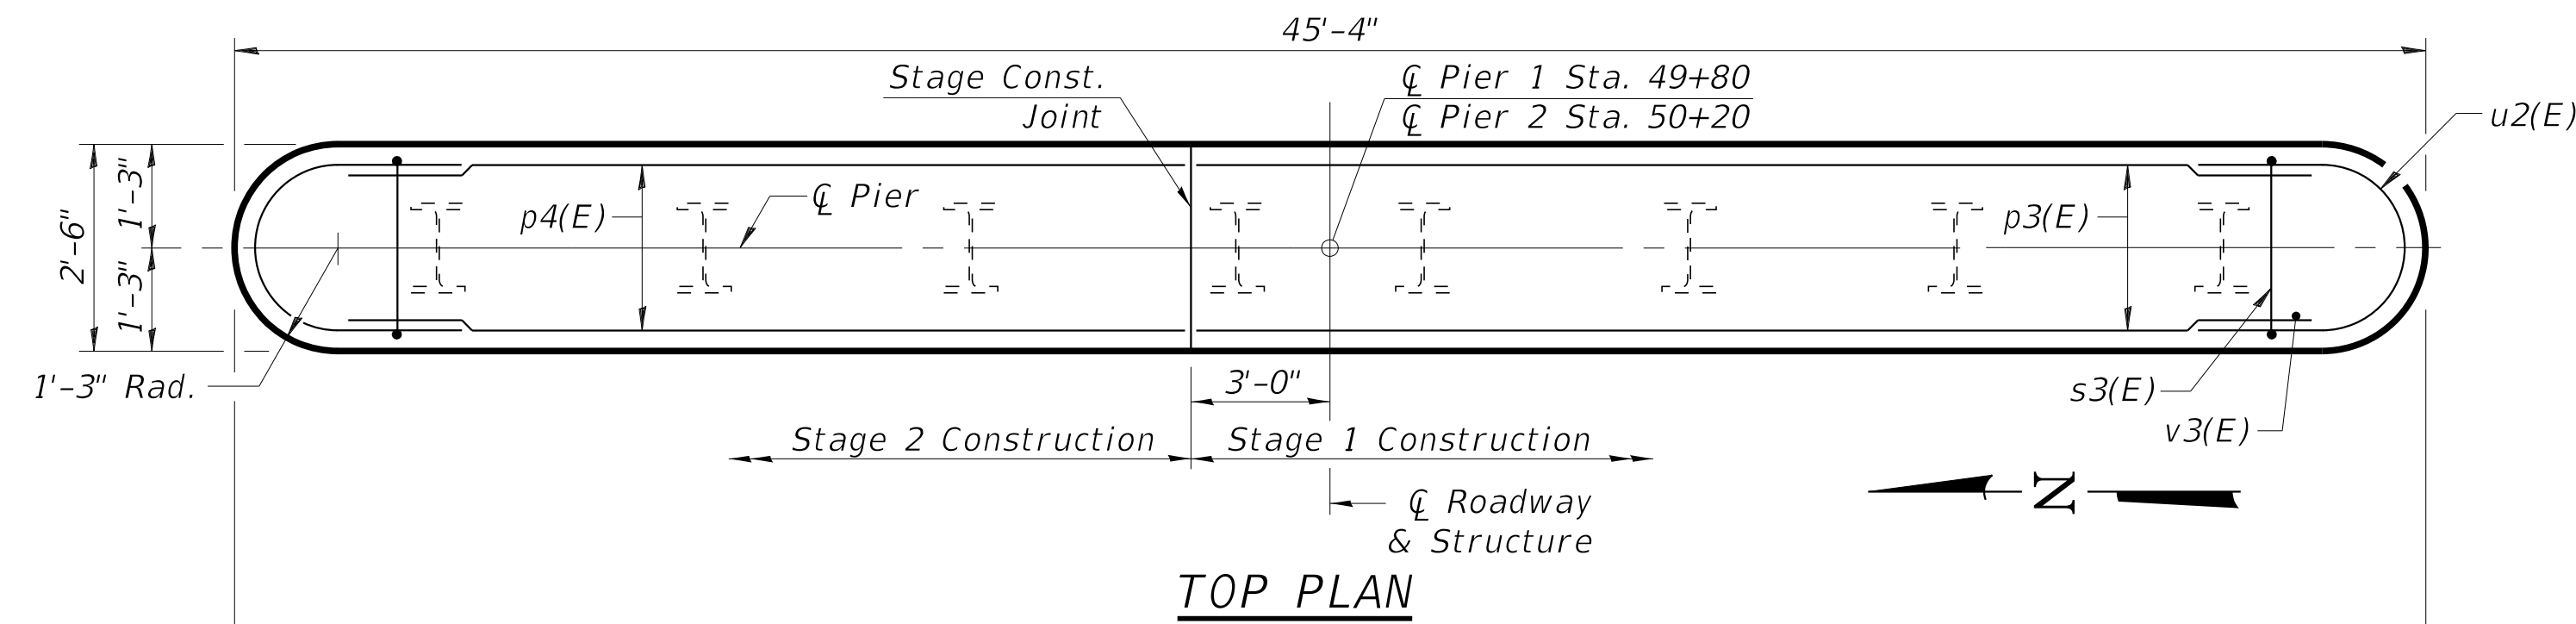 45'-4"
Stage Const.
Joint
℄ Pier 1 Sta. 49+80
℄ Pier 2 Sta. 50+20
u2(E)
1'-3"
2'-6"
1'-3"
p4(E)
℄ Pier
p3(E)
1'-3" Rad.
3'-0"
s3(E)
v3(E)
Stage 2 Construction
Stage 1 Construction
N
℄ Roadway
& Structure
TOP PLAN